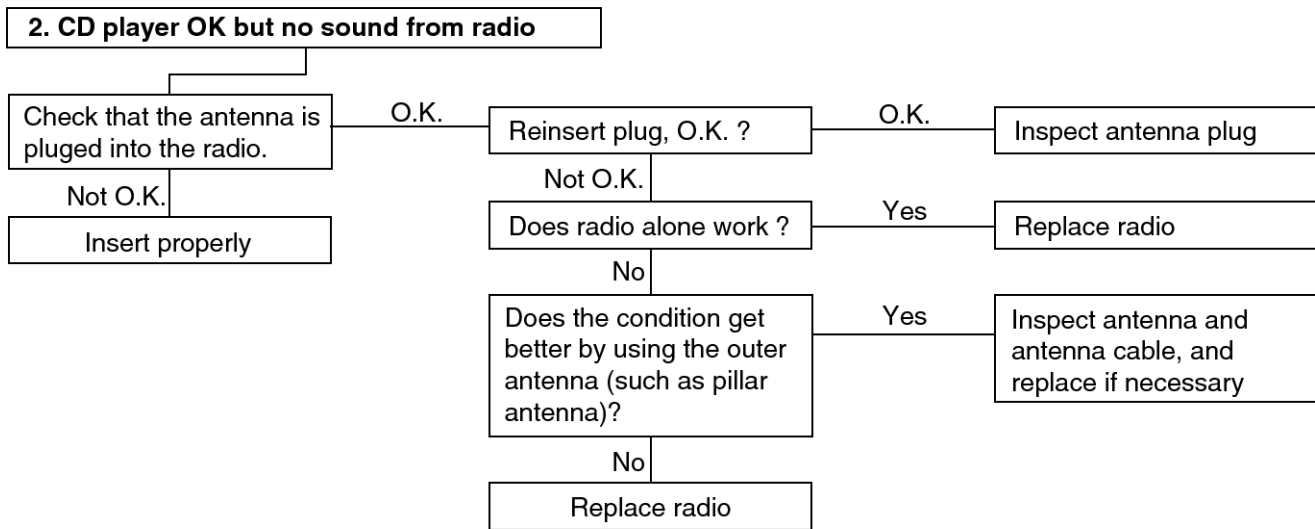 2. CD player OK but no sound from radio
Check that the antenna is
pluged into the radio.
O.K.
Reinsert plug, O.K. ?
O.K.
Inspect antenna plug
Not O.K.
Insert properly
Not O.K.
Does radio alone work ?
Yes
Replace radio
No
Does the condition get
better by using the outer
antenna (such as pillar
antenna)?
Yes
Inspect antenna and
antenna cable, and
replace if necessary
No
Replace radio